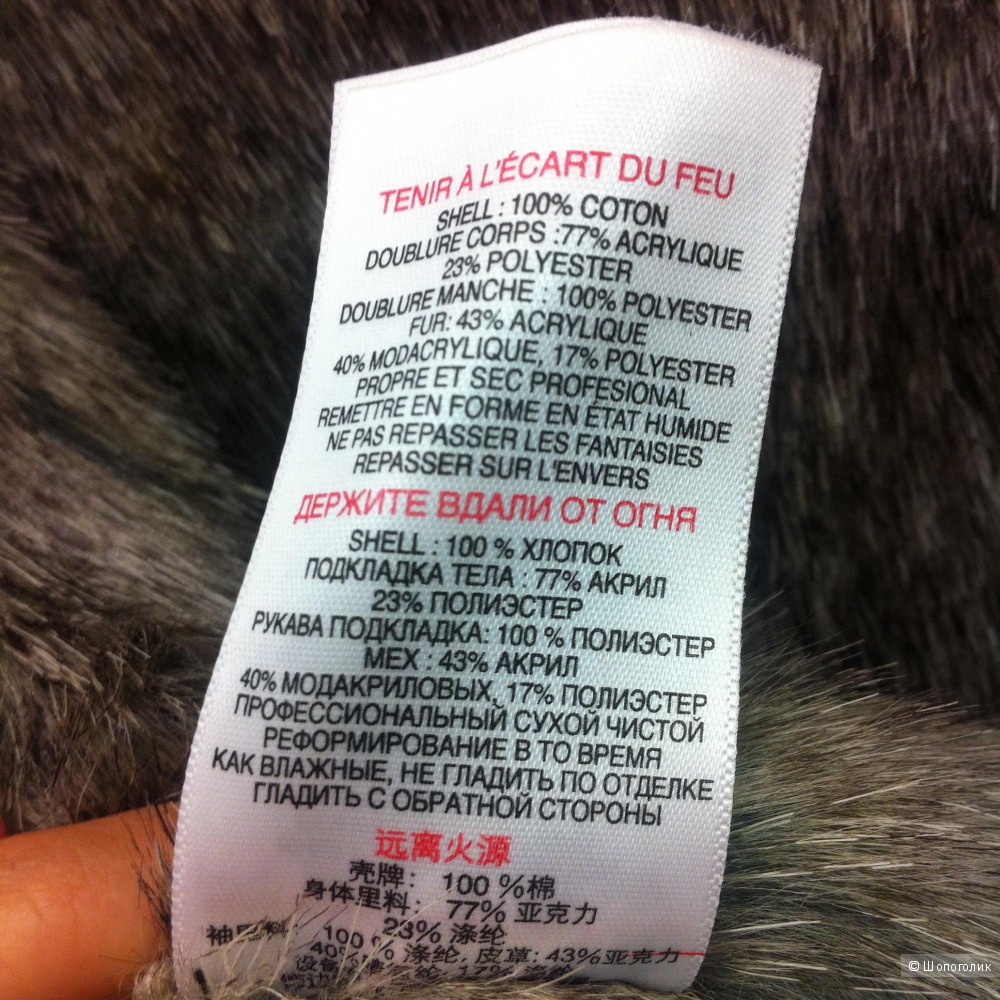 TENIR À L'ÉCART DU FEU
SHELL : 100% COTON
DOUBLURE CORPS :77% ACRYLIQUE
23% POLYESTER
DOUBLURE MANCHE : 100% POLYESTER
FUR: 43% ACRYLIQUE
40% MODACRYLIQUE, 17% POLYESTER
PROPRE ET SEC PROFESIONAL
REMETTRE EN FORME EN ÉTAT HUMIDE
NE PAS REPASSER LES FANTAISIES
REPASSER SUR L'ENVERS
ДЕРЖИТЕ ВДАЛИ ОТ ОГНЯ
SHELL : 100 % ХЛОПОК
ПОДКЛАДКА ТЕЛА : 77% АКРИЛ
23% ПОЛИЭСТЕР
РУКАВА ПОДКЛАДКА: 100 % ПОЛИЭСТЕР
МЕХ : 43% АКРИЛ
40% МОДАКРИЛОВЫХ, 17% ПОЛИЭСТЕР
ПРОФЕССИОНАЛЬНЫЙ СУХОЙ ЧИСТОЙ
РЕФОРМИРОВАНИЕ В ТО ВРЕМЯ
КАК ВЛАЖНЫЕ, НЕ ГЛАДИТЬ ПО ОТДЕЛКЕ
ГЛАДИТЬ С ОБРАТНОЙ СТОРОНЫ
远离火源
壳牌： 100 %棉
身体里料： 77% 亚克力
23% 涤纶
100 % 涤纶, 皮草: 43%亚克力
40% 17% 涤纶
© Шопоголик